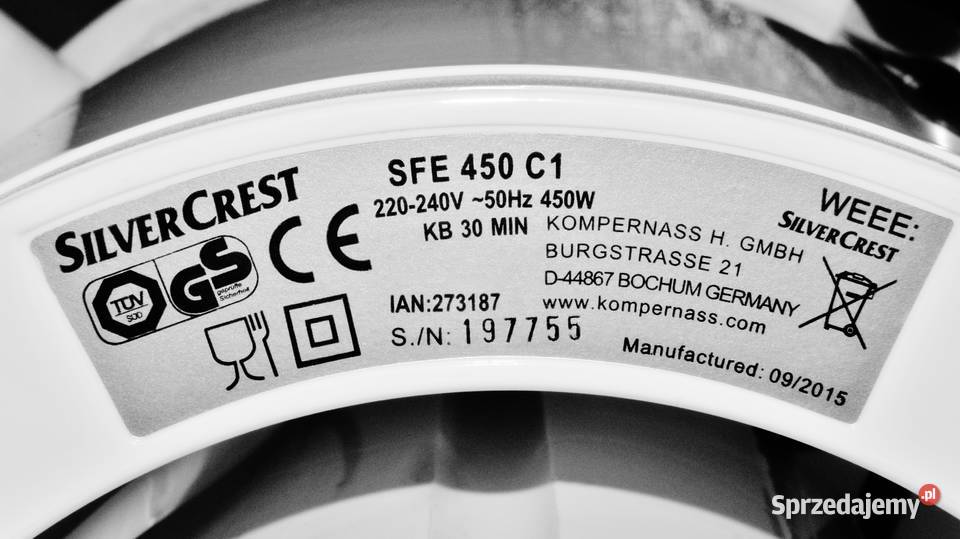 SILVERCREST
TÜV
SÜD
GS
geprüfte
Sicherheit
CE
SFE 450 C1
220-240V ~50Hz 450W
KB 30 MIN
IAN:273187
S./N: 197755
KOMPERNASS H. GMBH
BURGSTRASSE 21
D-44867 BOCHUM GERMANY
www.kompernass.com
Manufactured: 09/2015
WEEE:
SILVERCREST
Sprzedajemy.pl